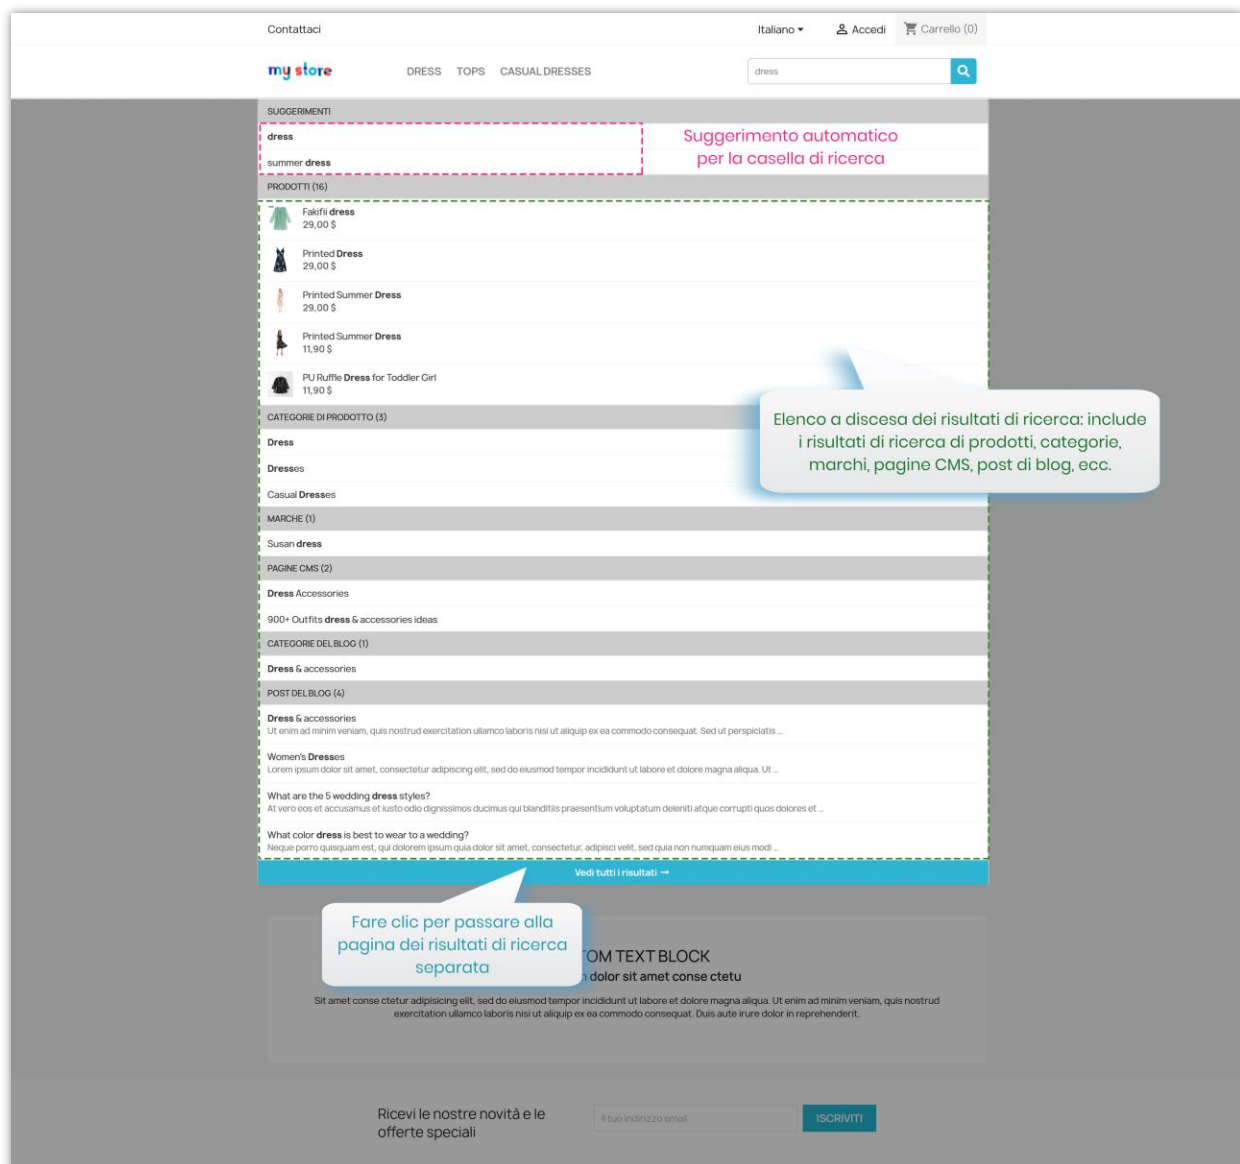 Contattaci
Italiano
Accedi
Carrello (0)
my store
DRESS TOPS CASUAL DRESSES
dress
SUGGERIMENTI
dress
summer dress
Suggerimento automatico
per la casella di ricerca
PRODOTTI (16)
Fakifii dress
29,00 $
Printed Dress
29,00 $
Printed Summer Dress
29,00 $
Printed Summer Dress
11,90 $
PU Ruffle Dress for Toddler Girl
11,90 $
Elenco a discesa dei risultati di ricerca: include
i risultati di ricerca di prodotti, categorie,
marchi, pagine CMS, post di blog, ecc.
CATEGORIE DI PRODOTTO (3)
Dress
Dresses
Casual Dresses
MARCHE (1)
Susan dress
PAGINE CMS (2)
Dress Accessories
900+ Outfits dress & accessories ideas
CATEGORIE DEL BLOG (1)
Dress & accessories
POST DEL BLOG (4)
Dress & accessories
Ut enim ad minim veniam, quis nostrud exercitation ullamco laboris nisi ut aliquip ex ea commodo consequat. Sed ut perspiciatis ...
Women's Dresses
Lorem ipsum dolor sit amet, consectetur adipiscing elit, sed do eiusmod tempor incididunt ut labore et dolore magna aliqua. Ut ...
What are the 5 wedding dress styles?
At vero eos et accusamus et iusto odio dignissimos ducimus qui blanditiis praesentium voluptatum deleniti atque corrupti quos dolores et ...
What color dress is best to wear to a wedding?
Neque porro quisquam est, qui dolorem ipsum quia dolor sit amet, consectetur, adipisci velit, sed quia non numquam eius modi ...
Vedi tutti i risultati →
Fare clic per passare alla
pagina dei risultati di ricerca
separata
TEXT BLOCK
dolor sit amet conse ctetu
Sit amet conse ctetur adipisicing elit, sed do eiusmod tempor incididunt ut labore et dolore magna aliqua. Ut enim ad minim veniam, quis nostrud
exercitation ullamco laboris nisi ut aliquip ex ea commodo consequat. Duis aute irure dolor in reprehenderit.
Ricevi le nostre novità e le
offerte speciali
Il tuo indirizzo email
ISCRIVITI